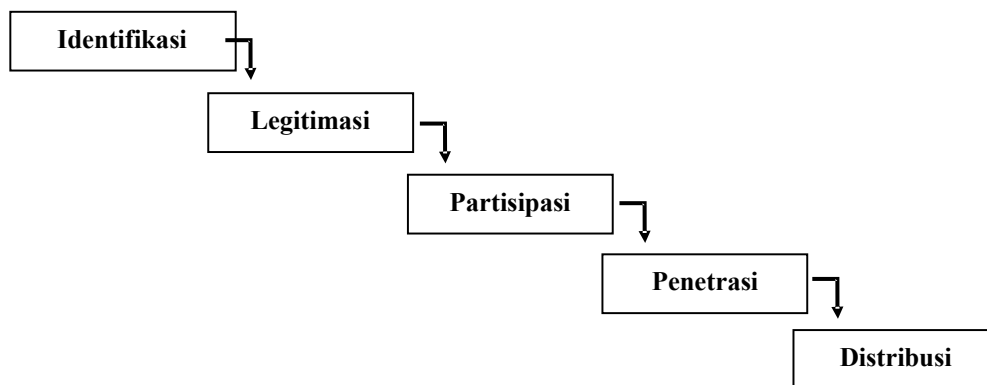 Identifikasi
Legitimasi
Partisipasi
Penetrasi
Distribusi